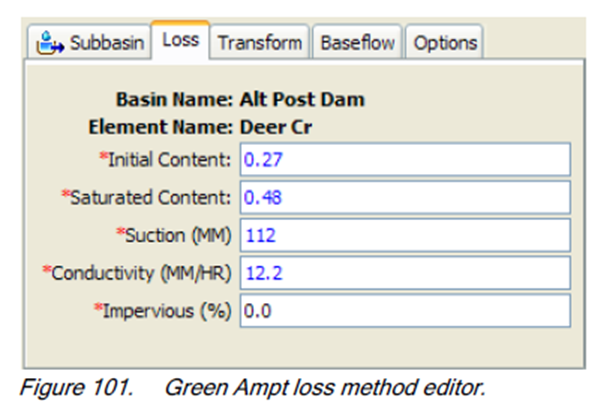 Subbasin Loss Transform Baseflow Options
Basin Name: Alt Post Dam
Element Name: Deer Cr
*Initial Content: 0.27
*Saturated Content: 0.48
*Suction (MM) 112
*Conductivity (MM/HR) 12.2
*Impervious (%) 0.0
Figure 101. Green Ampt loss method editor.